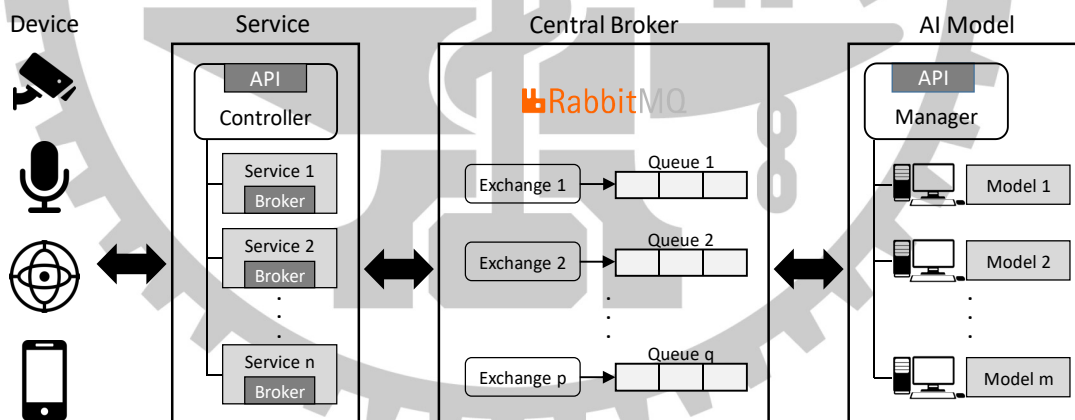 Device
Service
Central Broker
AI Model
API
Controller
Service 1
Broker
Service 2
Broker
Service n
Broker
RabbitMQ
Exchange 1
Queue 1
Exchange 2
Queue 2
Exchange p
Queue q
API
Manager
Model 1
Model 2
Model m